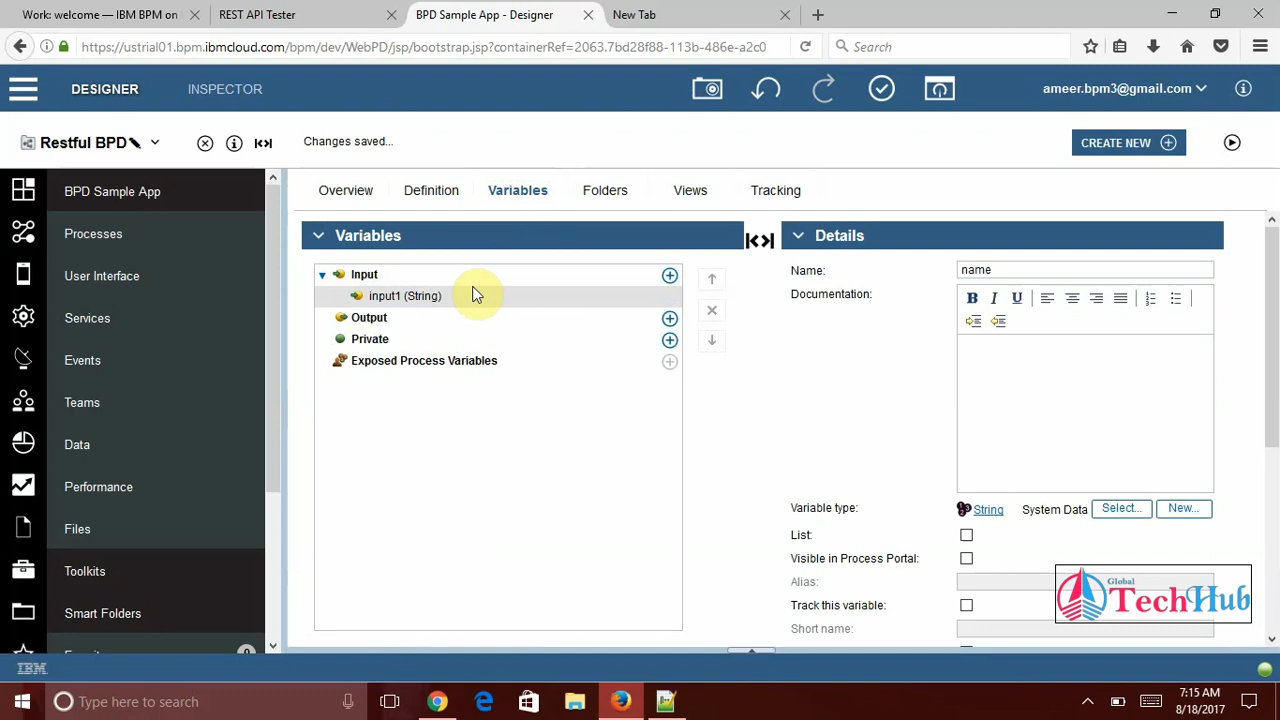 Work: welcome — IBM BPM on
REST API Tester
BPD Sample App - Designer
New Tab
https://ustrial01.bpm.ibmcloud.com/bpm/dev/WebPD/jsp/bootstrap.jsp?containerRef=2063.7bd28f88-113b-486e-a2c0
Search
DESIGNER
INSPECTOR
ameer.bpm3@gmail.com
Restful BPD
Changes saved...
CREATE NEW
BPD Sample App
Processes
User Interface
Services
Events
Teams
Data
Performance
Files
Toolkits
Smart Folders
Overview
Definition
Variables
Folders
Views
Tracking
Variables
Input
input1 (String)
Output
Private
Exposed Process Variables
Details
Name:
name
Documentation:
B I U
Variable type:
String
System Data
Select...
New...
List:
Visible in Process Portal:
Alias:
Track this variable:
Short name:
Global
TechHub
IBM
Type here to search
7:15 AM
8/18/2017